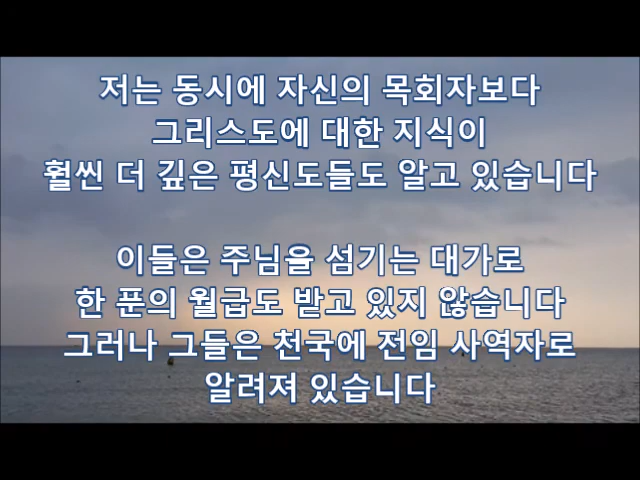 저는 동시에 자신의 목회자보다
그리스도에 대한 지식이
훨씬 더 깊은 평신도들도 알고 있습니다
이들은 주님을 섬기는 대가로
한 푼의 월급도 받고 있지 않습니다
그러나 그들은 천국에 전임 사역자로
알려져 있습니다